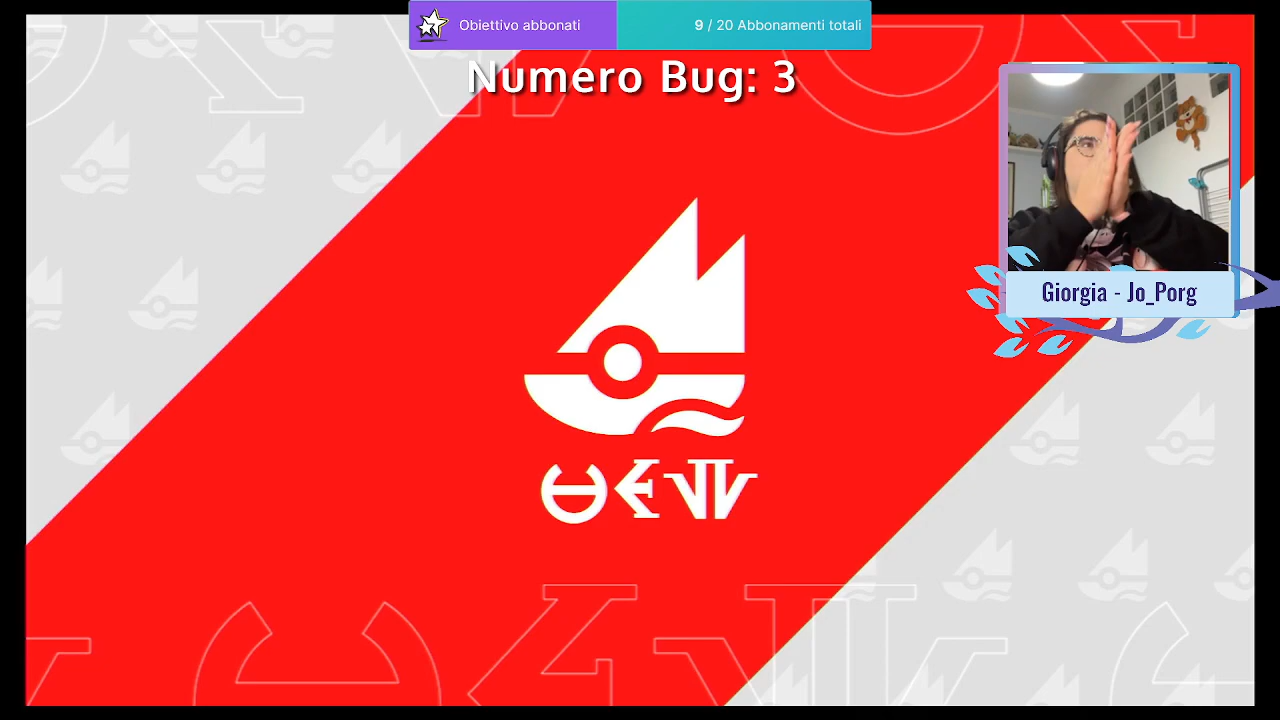 Obiettivo abbonati
9 / 20 Abbonamenti totali
Numero Bug: 3
Giorgia - Jo_Porg